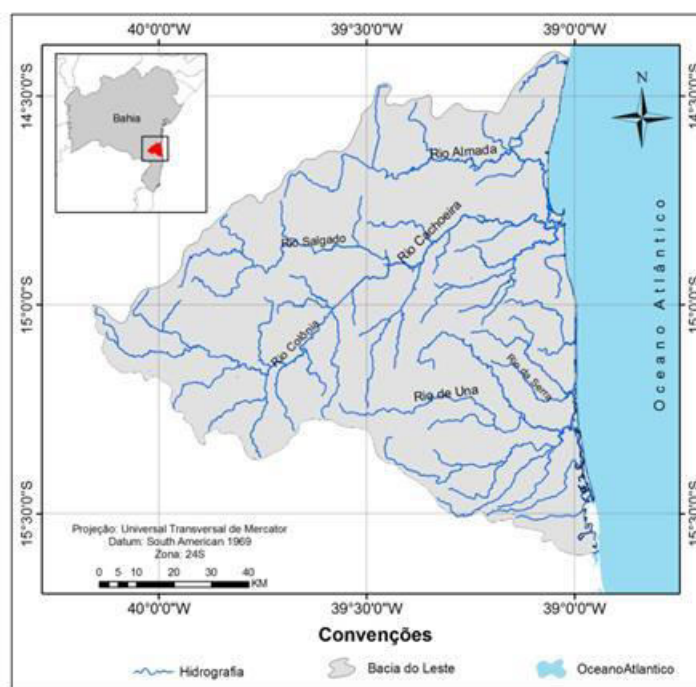 40°0'0"W 39°30'0"W 39°0'0"W
14°30'0"S
15°0'0"S
15°30'0"S
Bahia
N
Rio Almada
Rio Cachoeira
Rio Salgado
Rio Colônia
Rio da Serra
Rio de Una
Oceano Atlântico
14°30'0"S
15°0'0"S
15°30'0"S
Projeção: Universal Transversal de Mercator
Datum: South American 1969
Zona: 24S
0 5 10 20 30 40
KM
40°0'0"W 39°30'0"W 39°0'0"W
Convenções
Hidrografia Bacia do Leste OceanoAtlantico